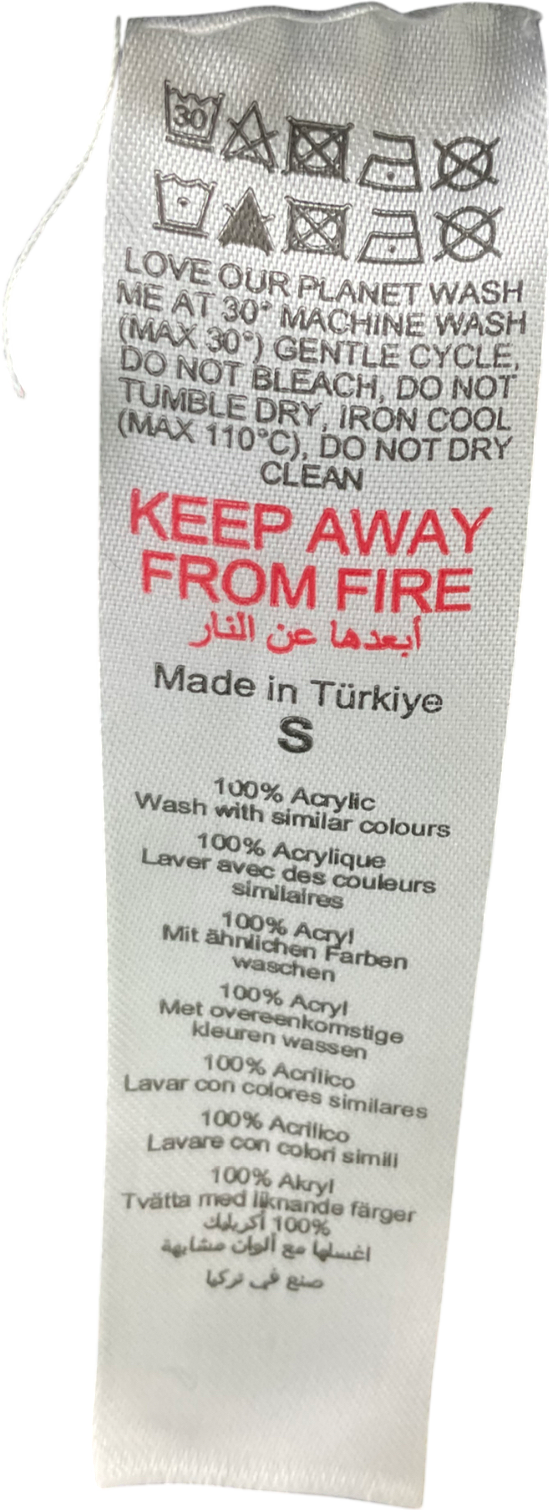 30
LOVE OUR PLANET WASH
ME AT 30° MACHINE WASH
(MAX 30°) GENTLE CYCLE,
DO NOT BLEACH, DO NOT
TUMBLE DRY, IRON COOL
(MAX 110°C), DO NOT DRY
CLEAN
KEEP AWAY
FROM FIRE
أبعدها عن النار
Made in Türkiye
S
100% Acrylic
Wash with similar colours
100% Acrylique
Laver avec des couleurs
similaires
100% Acryl
Mit ähnlichen Farben
waschen
100% Acryl
Met overeenkomstige
kleuren wassen
100% Acrílico
Lavar con colores similares
100% Acrilico
Lavare con colori simili
100% Akryl
Tvätta med liknande färger
100% أكريليك
اغسلها مع ألوان مشابهة
صنع في تركيا